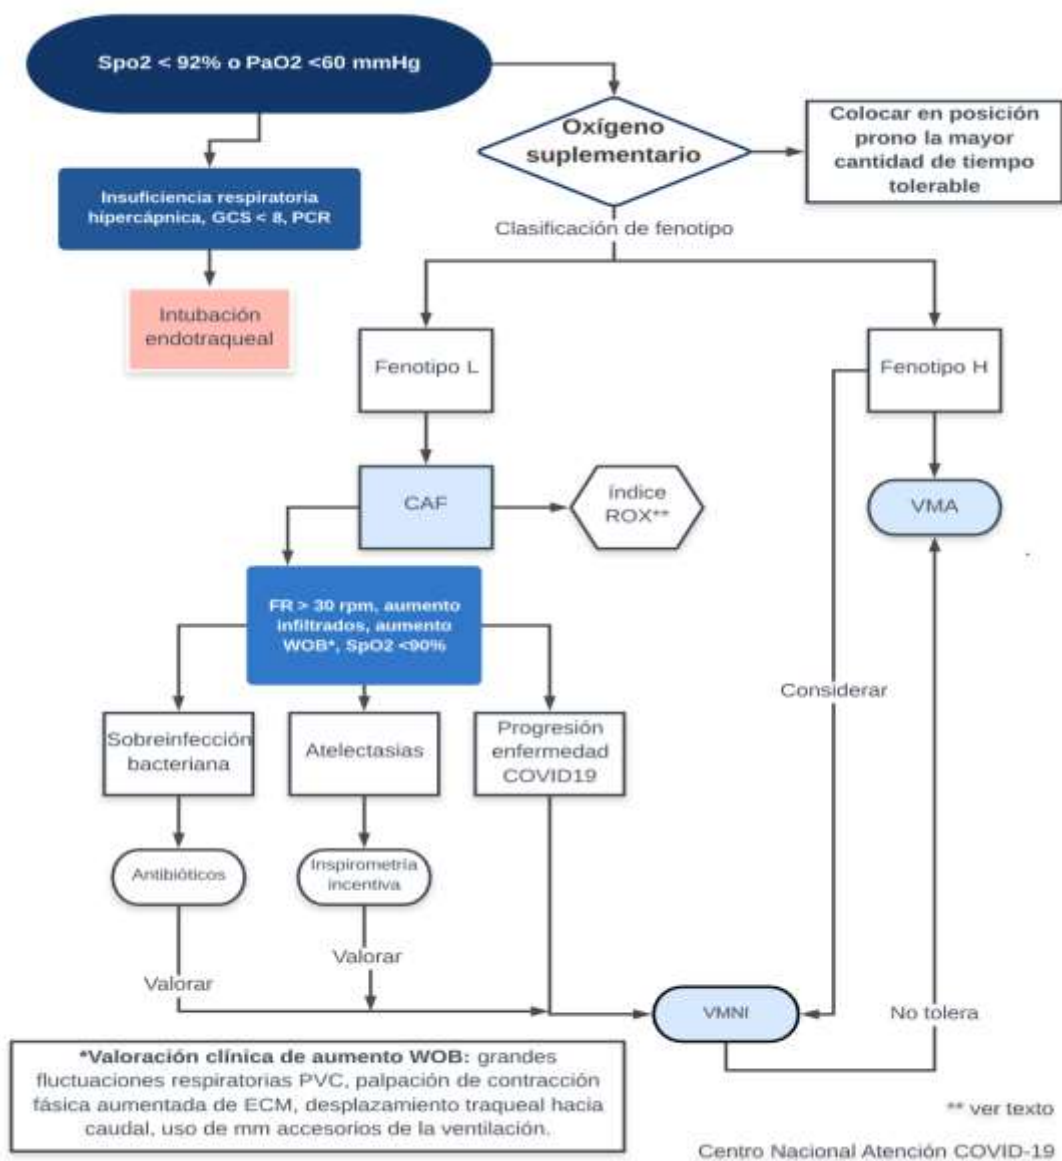 Spo2 < 92% o PaO2 <60 mmHg
Oxígeno
suplementario
Colocar en posición
prono la mayor
cantidad de tiempo
tolerable
Insuficiencia respiratoria
hipercápnica, GCS < 8, PCR
Clasificación de fenotipo
Intubación
endotraqueal
Fenotipo L
Fenotipo H
CAF
índice
ROX**
VMA
FR > 30 rpm, aumento
infiltrados, aumento
WOB*, SpO2 <90%
Considerar
Sobreinfección
bacteriana
Atelectasias
Progresión
enfermedad
COVID19
Antibióticos
Inspirometría
incentiva
Valorar
Valorar
VMNI
No tolera
*Valoración clínica de aumento WOB: grandes
fluctuaciones respiratorias PVC, palpación de contracción
fásica aumentada de ECM, desplazamiento traqueal hacia
caudal, uso de mm accesorios de la ventilación.
** ver texto
Centro Nacional Atención COVID-19